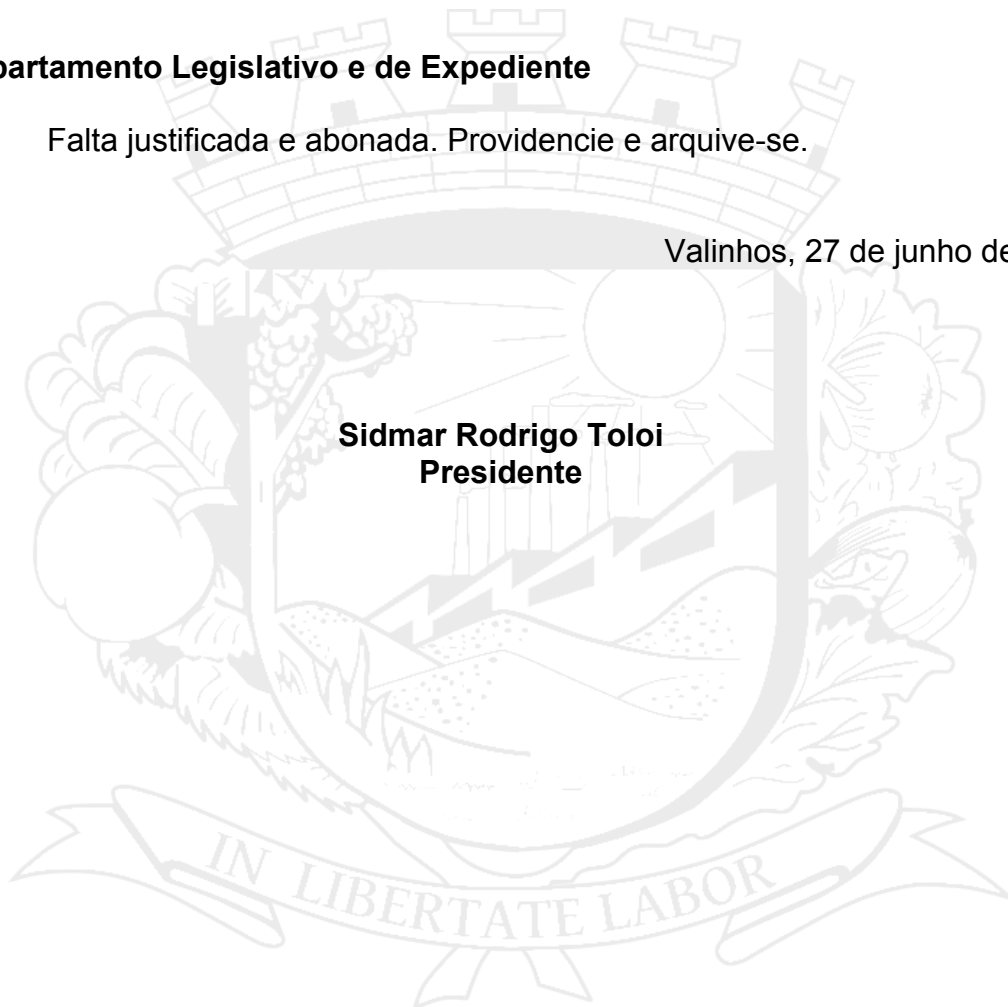 partamento Legislativo e de Expediente
Falta justificada e abonada. Providencie e arquive-se.
Valinhos, 27 de junho de
Sidmar Rodrigo Toloi
Presidente
IN LIBERTATE LABOR